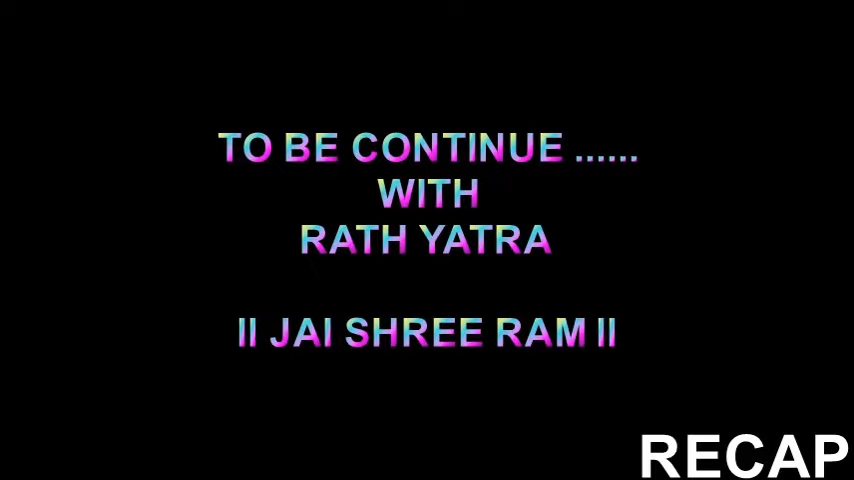 TO BE CONTINUE ......
WITH
RATH YATRA
II JAI SHREE RAM II
RECAP